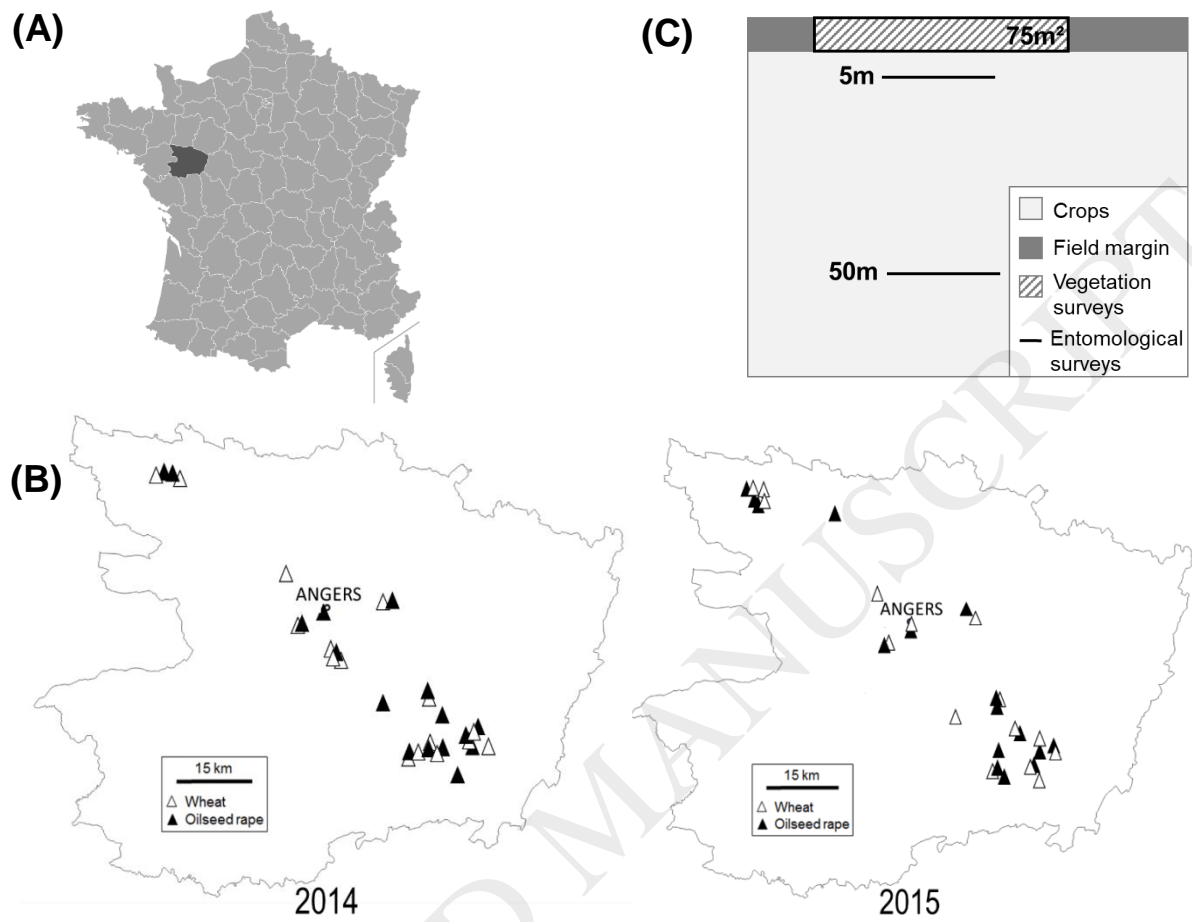 (A)
(C)
75m²
5m
50m
Crops
Field margin
Vegetation
surveys
Entomological
surveys
(B)
ANGERS
15 km
Wheat
Oilseed rape
2014
ANGERS
15 km
Wheat
Oilseed rape
2015
D MANUSCRIPT